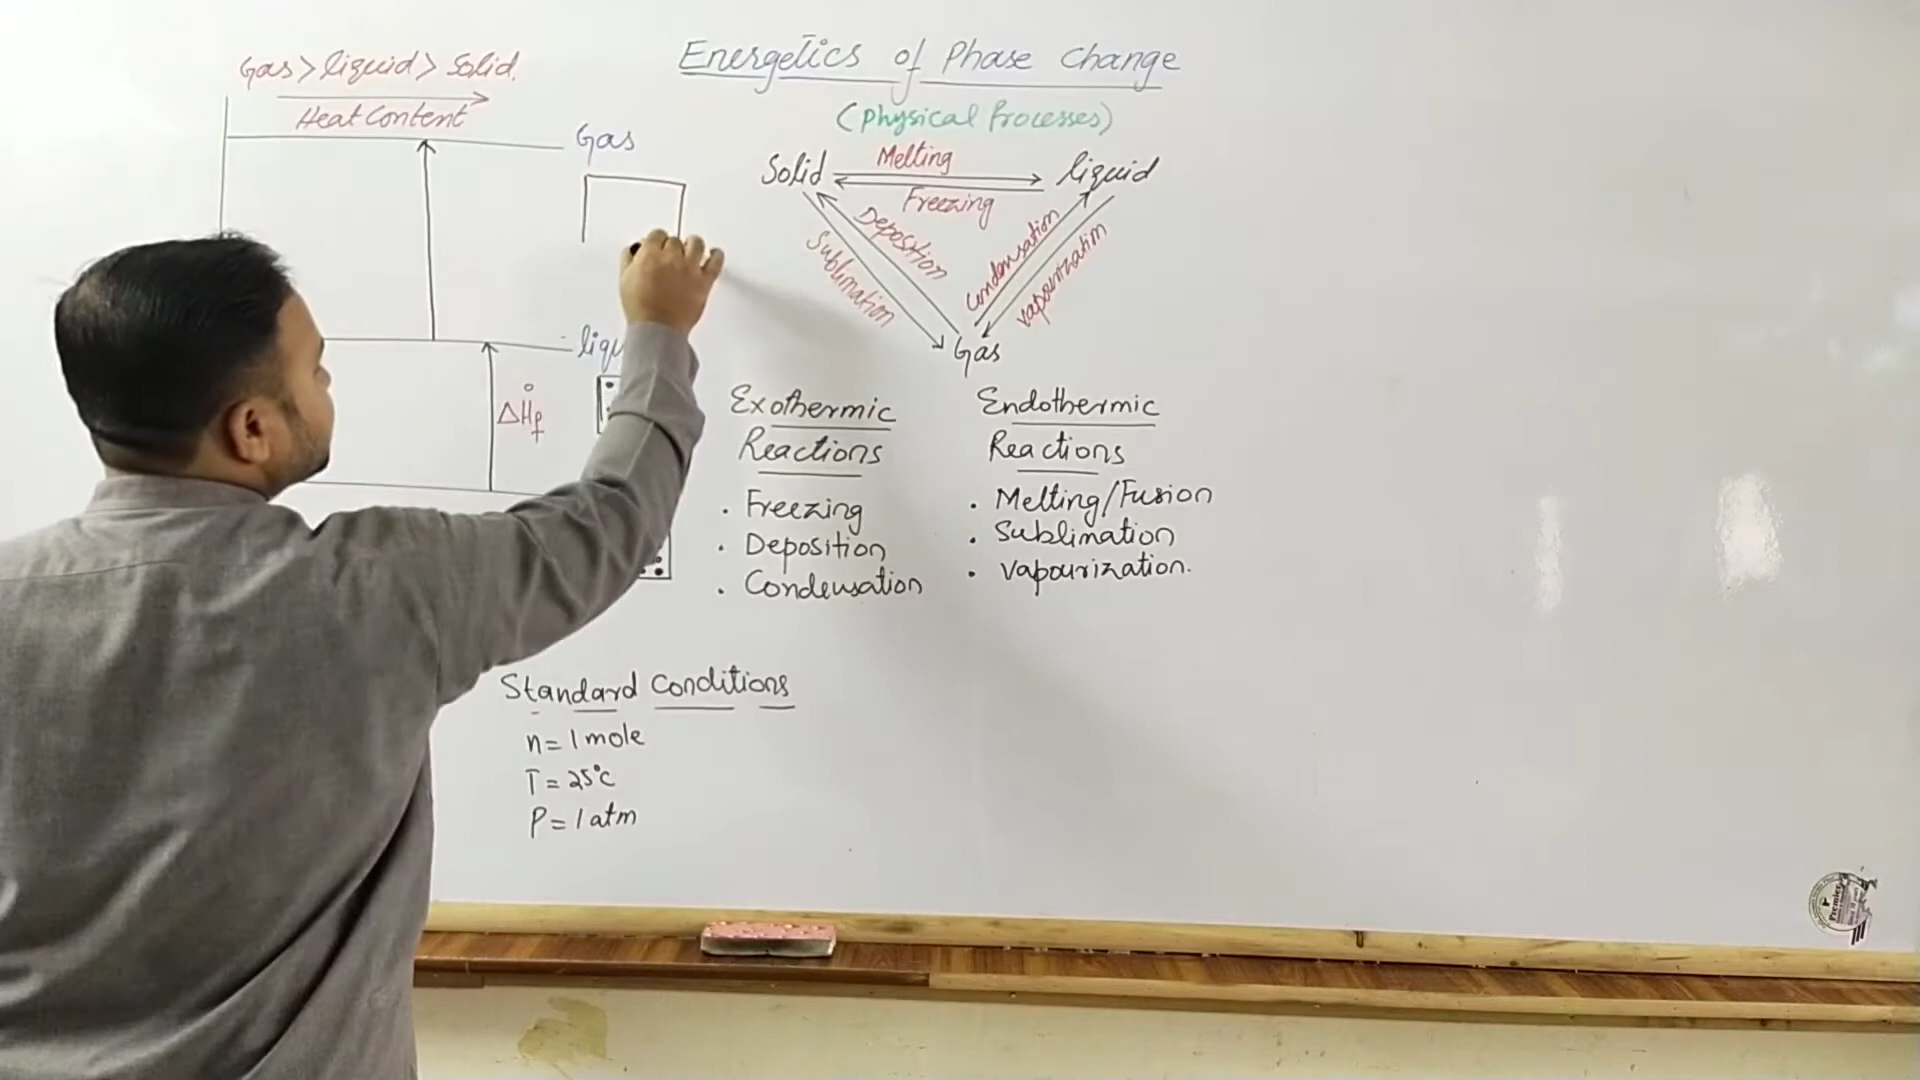 Energetics of Phase Change
(Physical Processes)
Gas > liquid > Solid.
Heat Content
Gas
liqu
ΔH°f
Solid
Melting
liquid
Freezing
Deposition
Sublimation
Condensation
vapourization
Gas
Exothermic
Reactions
· Freezing
· Deposition
· Condensation
Endothermic
Reactions
· Melting/Fusion
· Sublimation
· vapourization.
Standard Conditions
n = 1 mole
T = 25°C
P = 1 atm
Premier